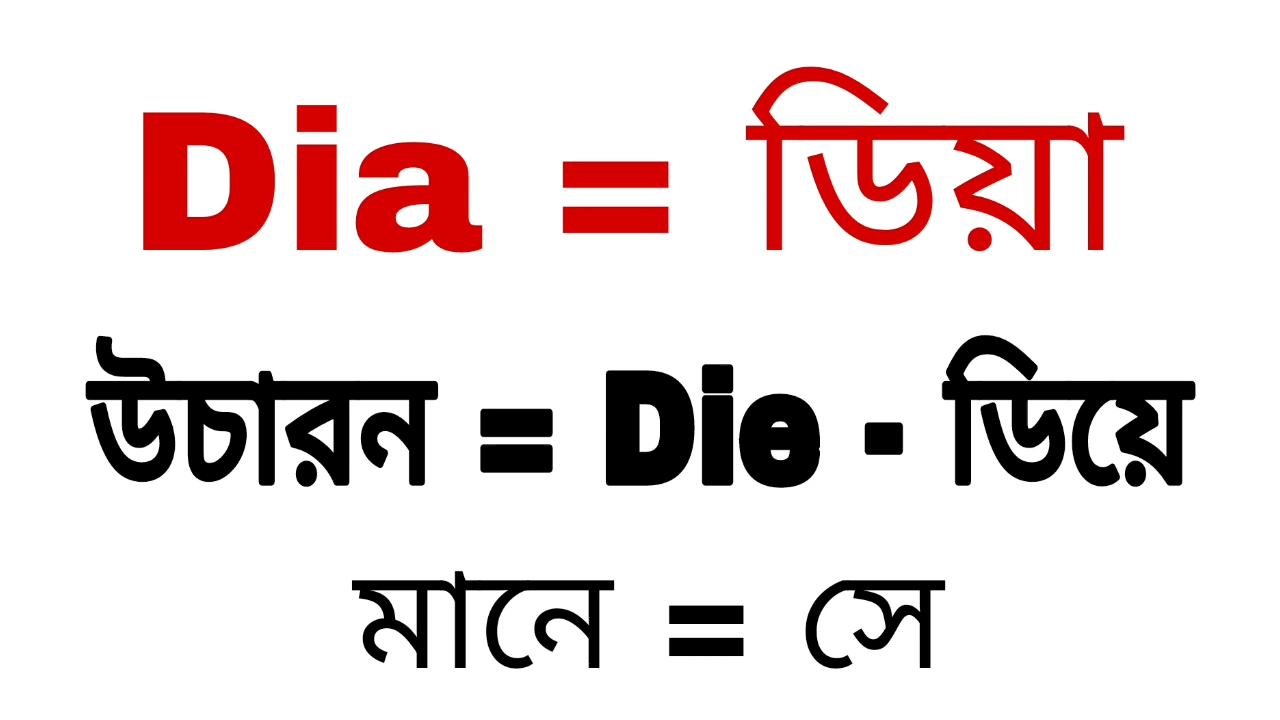 Dia = ডিয়া
উচারন = Die - ডিয়ে
মানে = সে